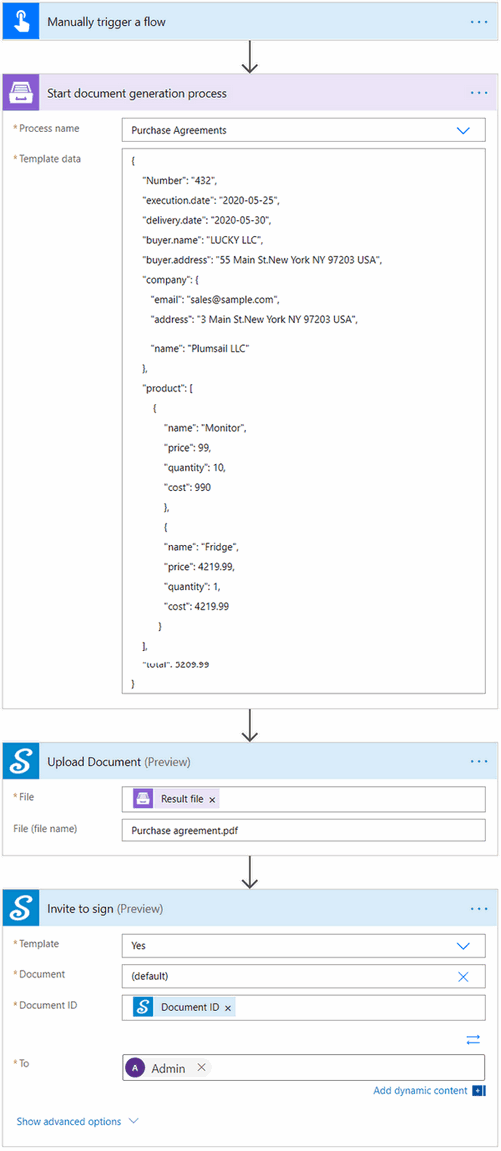 Manually trigger a flow
Start document generation process
* Process name
Purchase Agreements
* Template data
{
"Number": "432",
"execution.date": "2020-05-25",
"delivery.date": "2020-05-30",
"buyer.name": "LUCKY LLC",
"buyer.address": "55 Main St.New York NY 97203 USA",
"company": {
"email": "sales@sample.com",
"address": "3 Main St.New York NY 97203 USA",
"name": "Plumsail LLC"
},
"product": [
{
"name": "Monitor",
"price": 99,
"quantity": 10,
"cost": 990
},
{
"name": "Fridge",
"price": 4219.99,
"quantity": 1,
"cost": 4219.99
}
],
"total": 5209.99
}
Upload Document (Preview)
* File
Result file ×
File (file name)
Purchase agreement.pdf
Invite to sign (Preview)
* Template
Yes
* Document
(default)
* Document ID
Document ID ×
* To
A Admin
Add dynamic content
Show advanced options